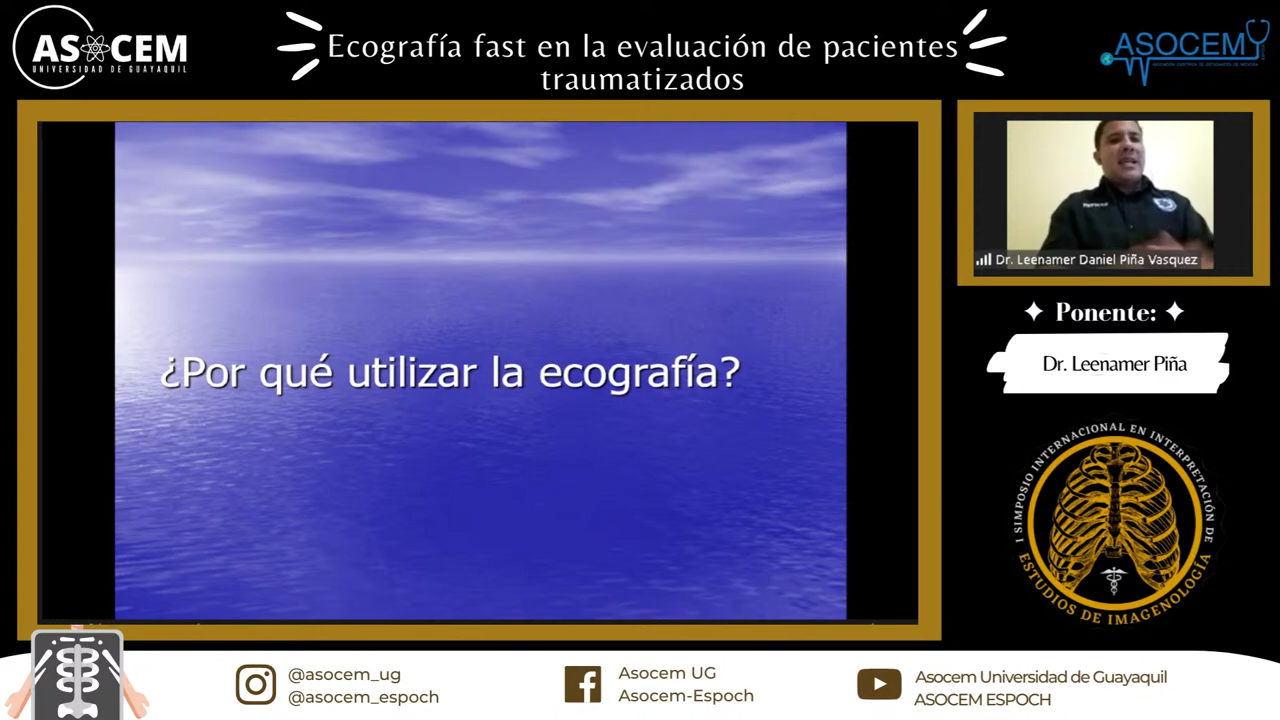 ASOCEM
UNIVERSIDAD DE GUAYAQUIL
Ecografía fast en la evaluación de pacientes
traumatizados
ASOCEM
¿Por qué utilizar la ecografía?
Dr. Leenamer Daniel Piña Vasquez
Ponente:
Dr. Leenamer Piña
I SIMPOSIO INTERNACIONAL EN INTERPRETACIÓN DE
ESTUDIOS DE IMAGENOLOGÍA
@asocem_ug
@asocem_espoch
Asocem UG
Asocem-Espoch
Asocem Universidad de Guayaquil
ASOCEM ESPOCH